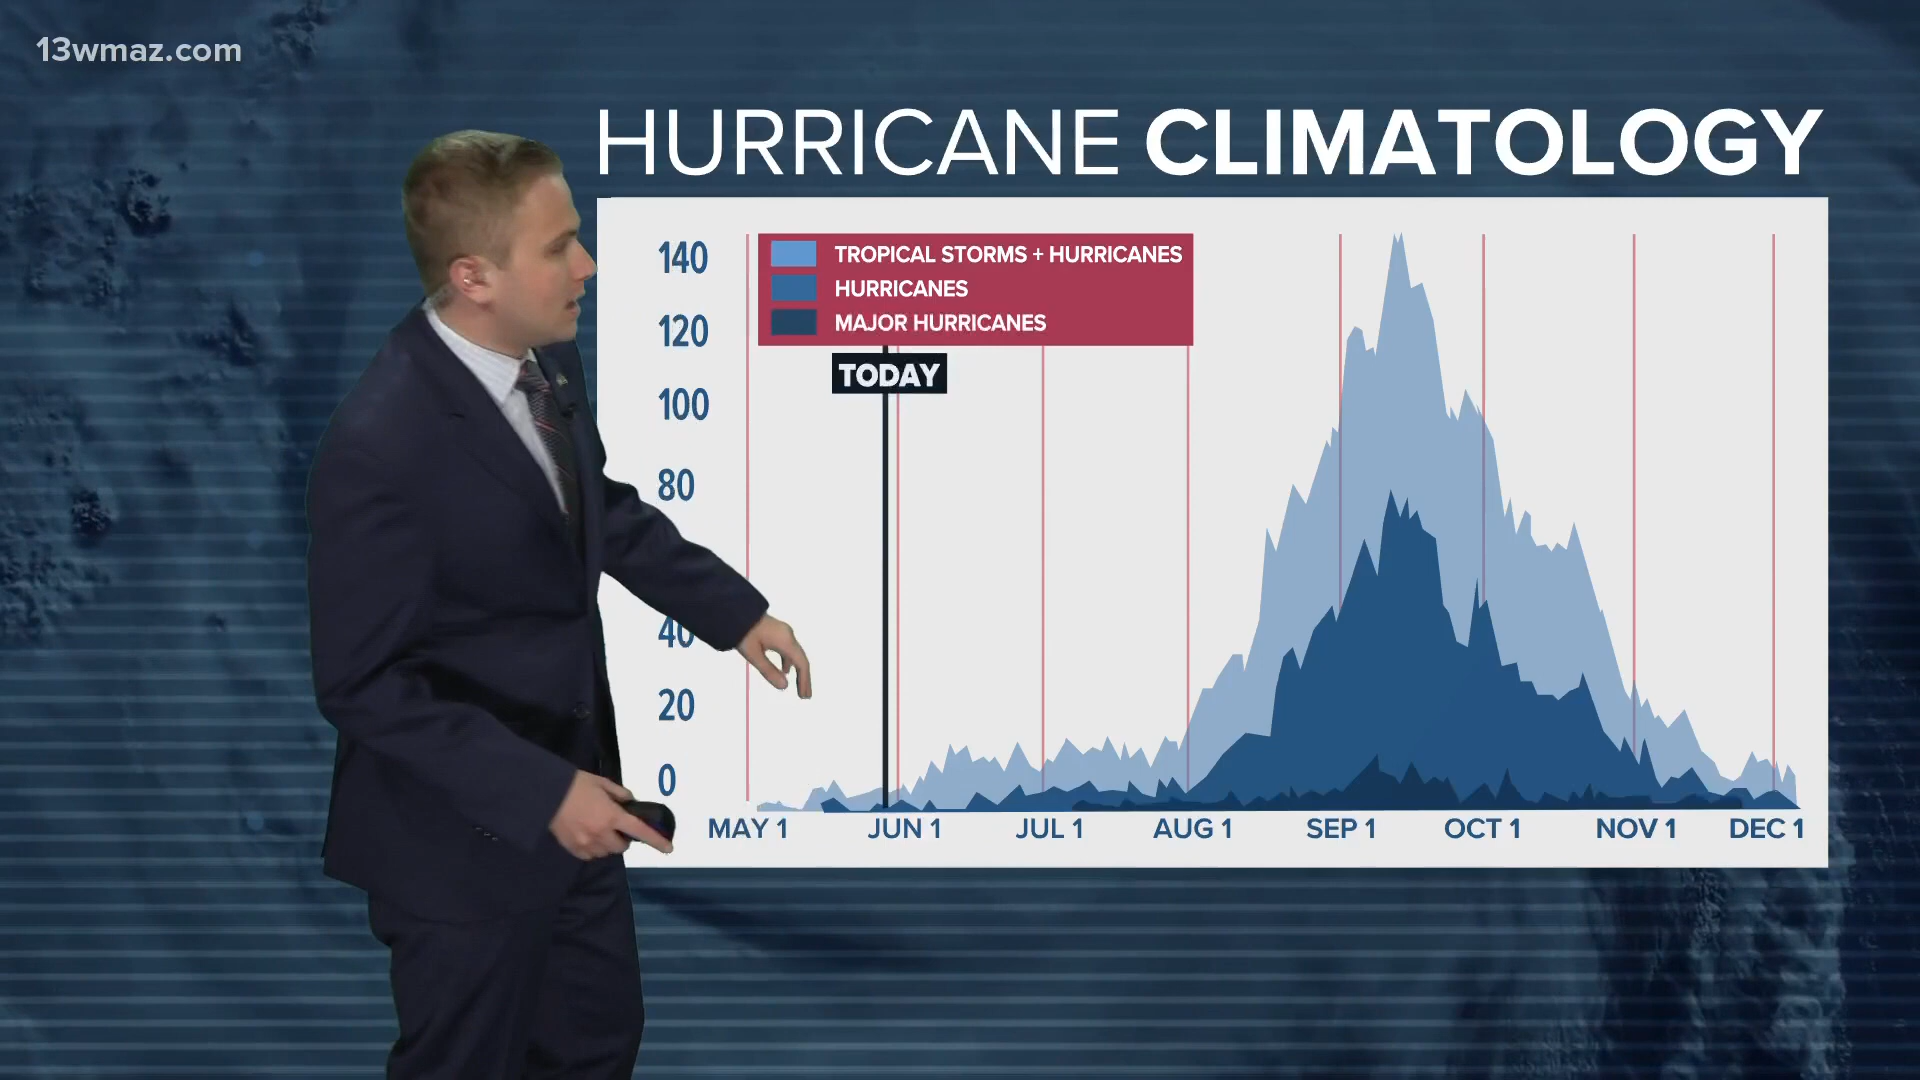 13wmaz.com
HURRICANE CLIMATOLOGY
TROPICAL STORMS + HURRICANES
HURRICANES
MAJOR HURRICANES
TODAY
140
120
100
80
40
20
0
MAY 1 JUN 1 JUL 1 AUG 1 SEP 1 OCT 1 NOV 1 DEC 1